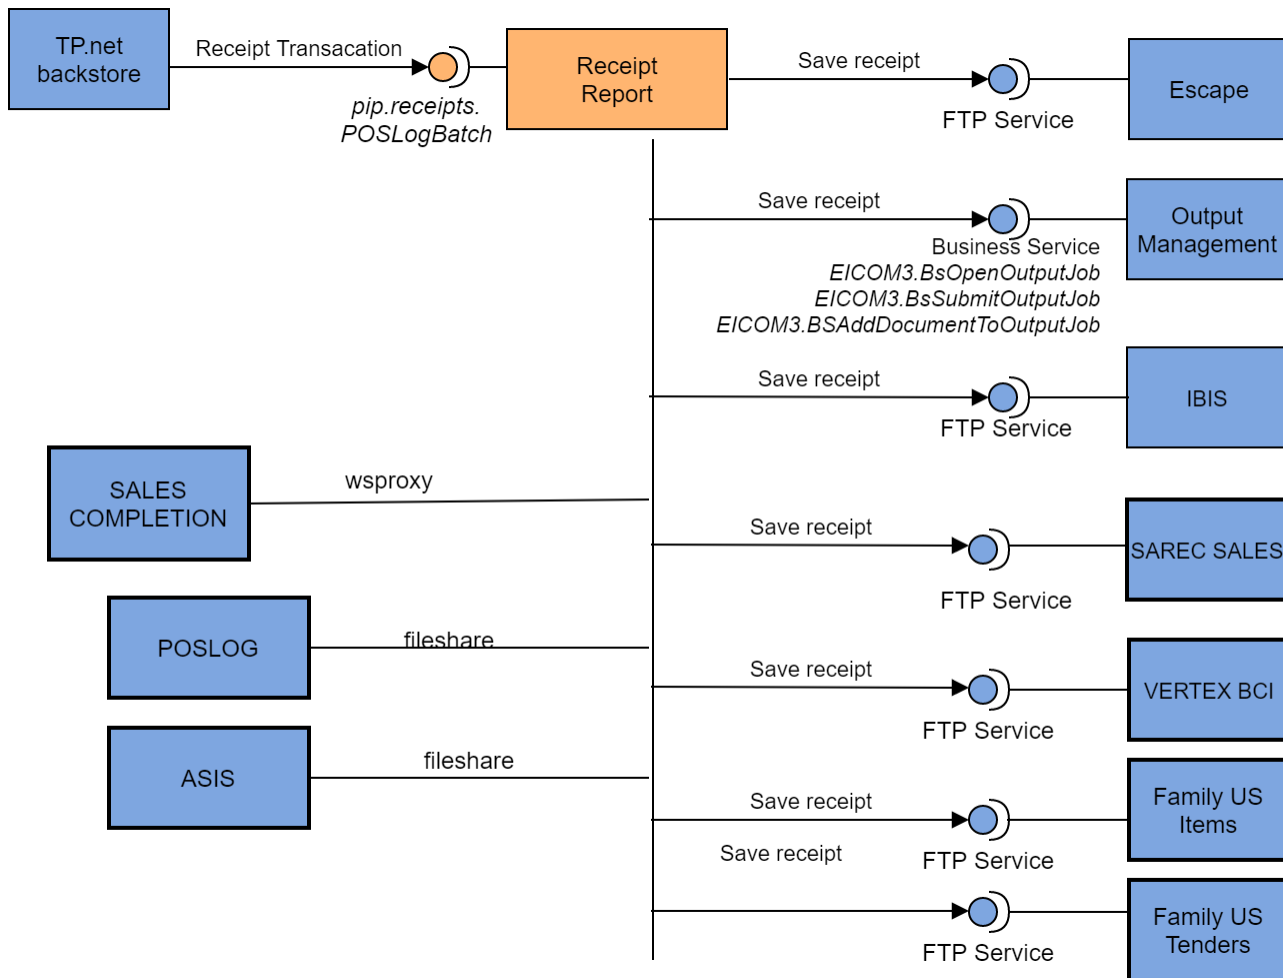 TP.net
backstore
Receipt Transacation
pip.receipts.
POSLogBatch
Receipt
Report
Save receipt
FTP Service
Escape
Save receipt
Business Service
EICOM3.BsOpenOutputJob
EICOM3.BsSubmitOutputJob
EICOM3.BSAddDocumentToOutputJob
Output
Management
Save receipt
FTP Service
IBIS
SALES
COMPLETION
wsproxy
Save receipt
FTP Service
SAREC SALES
POSLOG
fileshare
Save receipt
FTP Service
VERTEX BCI
ASIS
fileshare
Save receipt
FTP Service
Family US
Items
Save receipt
FTP Service
Family US
Tenders